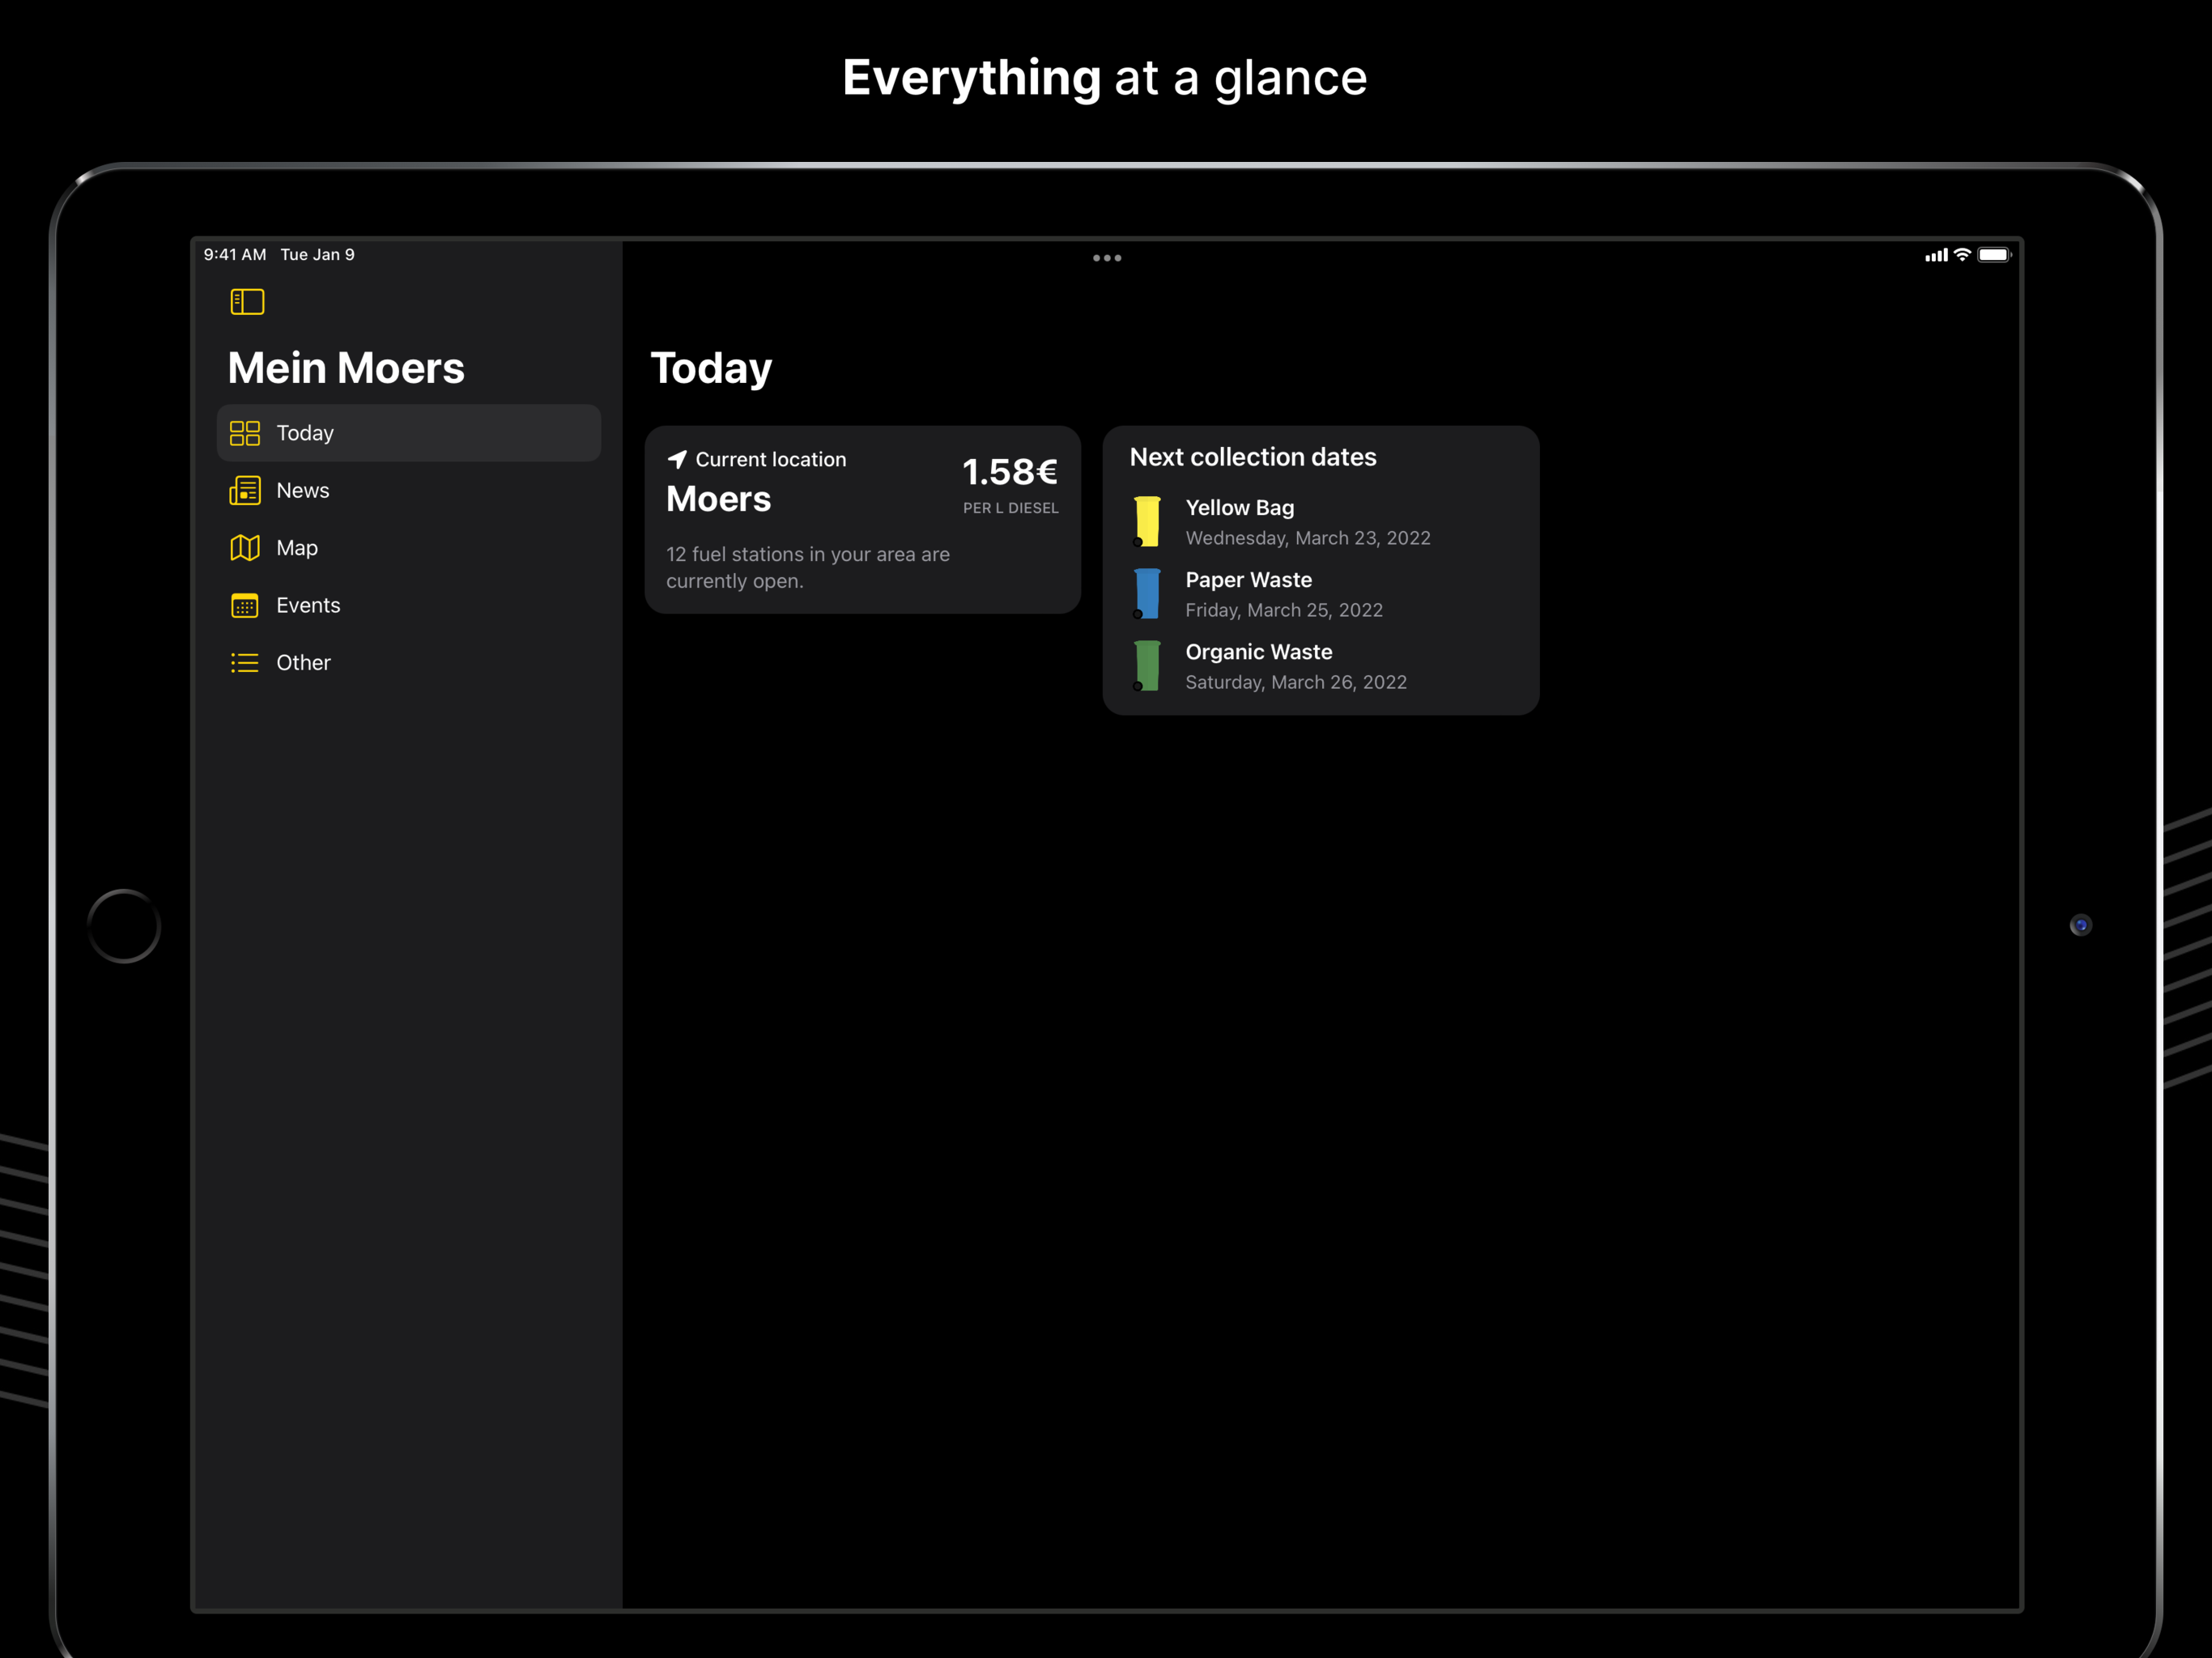 Everything at a glance
9:41 AM Tue Jan 9
Mein Moers
Today
News
Map
Events
Other
Today
Current location
Moers
1.58€
PER L DIESEL
12 fuel stations in your area are
currently open.
Next collection dates
Yellow Bag
Wednesday, March 23, 2022
Paper Waste
Friday, March 25, 2022
Organic Waste
Saturday, March 26, 2022